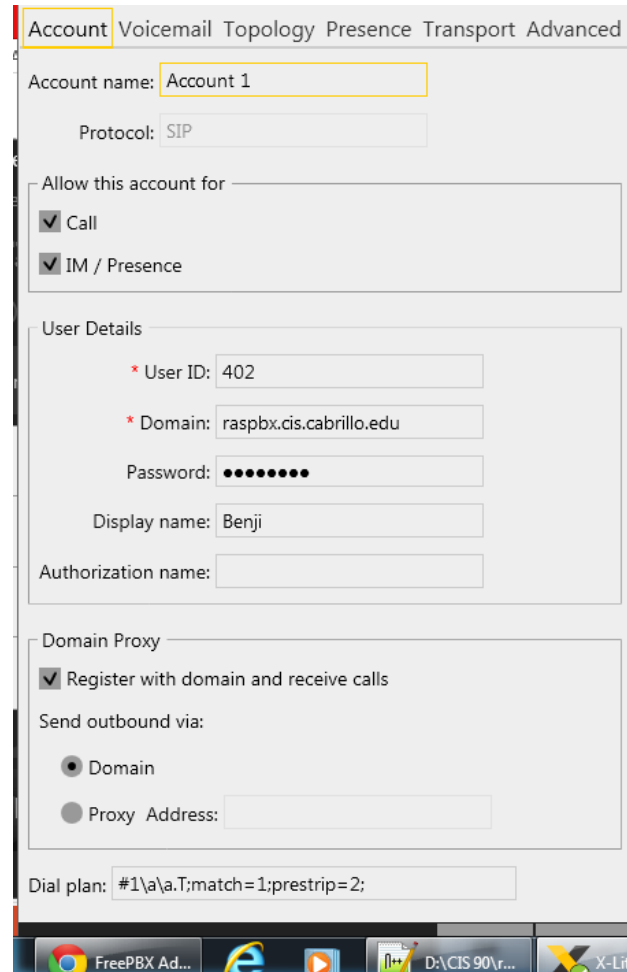 Account Voicemail Topology Presence Transport Advanced
Account name: Account 1
Protocol: SIP
Allow this account for
Call
IM / Presence
User Details
* User ID: 402
* Domain: raspbx.cis.cabrillo.edu
Password: ●●●●●●●●
Display name: Benji
Authorization name:
Domain Proxy
Register with domain and receive calls
Send outbound via:
Domain
Proxy Address:
Dial plan: #1\a\a.T;match=1;prestrip=2;
FreePBX Ad... D:\CIS 90\r... X-Lit